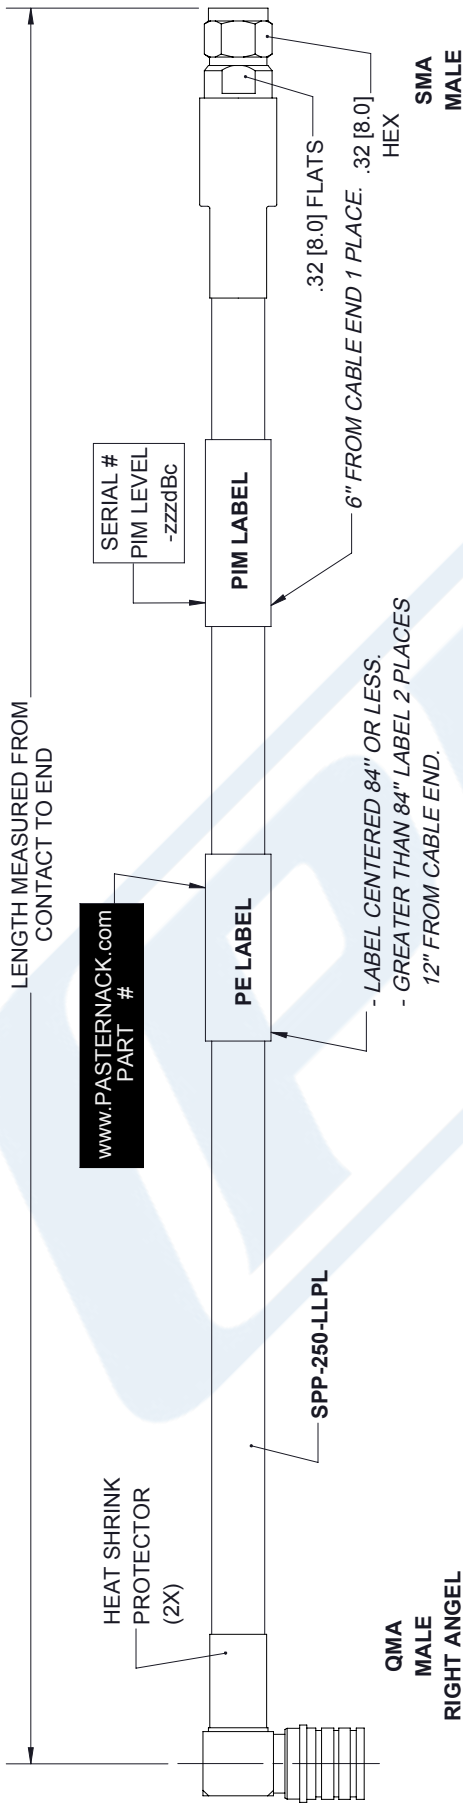 LENGTH MEASURED FROM
CONTACT TO END
HEAT SHRINK
PROTECTOR
(2X)
www.PASTERNACK.com
PART #
SERIAL #
PIM LEVEL
-zzzdBc
PE LABEL
PIM LABEL
SPP-250-LLPL
- LABEL CENTERED 84" OR LESS.
- GREATER THAN 84" LABEL 2 PLACES
12" FROM CABLE END.
6" FROM CABLE END 1 PLACE.
.32 [8.0] FLATS
.32 [8.0]
HEX
QMA
MALE
RIGHT ANGEL
SMA
MALE